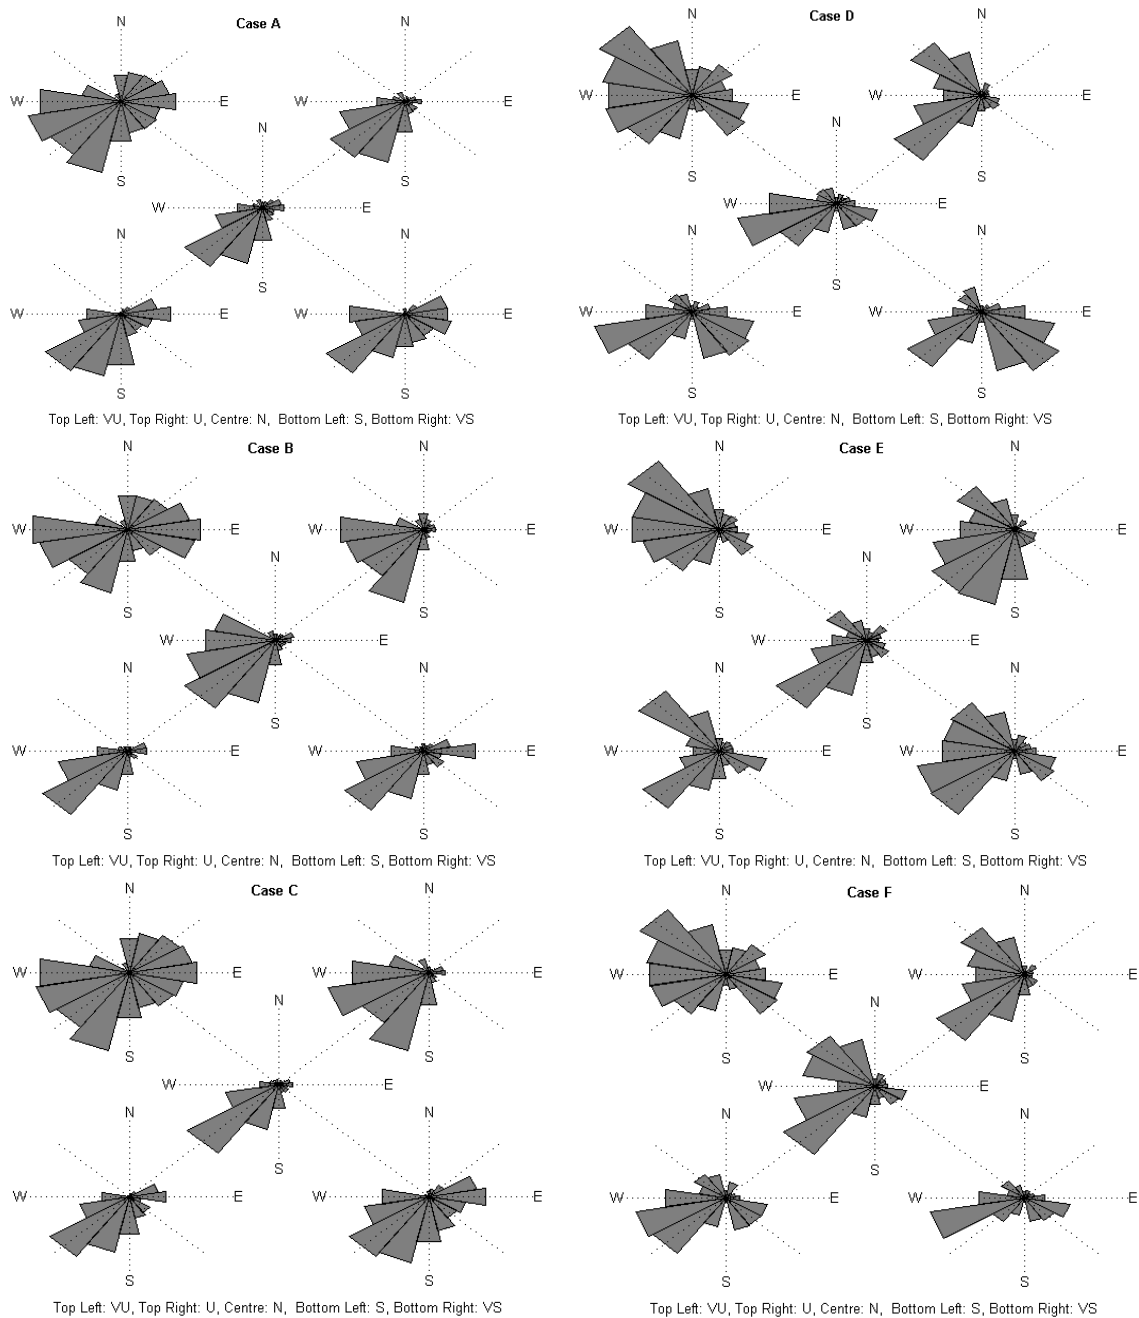 Case A
N
N
W
E
W
E
S
S
N
W
E
S
N
N
W
E
W
E
S
S
Top Left: VU, Top Right: U, Centre: N, Bottom Left: S, Bottom Right: VS
Case D
N
N
W
E
W
E
S
S
N
W
E
S
N
N
W
E
W
E
S
S
Top Left: VU, Top Right: U, Centre: N, Bottom Left: S, Bottom Right: VS
Case B
N
N
W
E
W
E
S
S
N
W
E
S
N
N
W
E
W
E
S
S
Top Left: VU, Top Right: U, Centre: N, Bottom Left: S, Bottom Right: VS
Case E
N
N
W
E
W
E
S
S
N
W
E
S
N
N
W
E
W
E
S
S
Top Left: VU, Top Right: U, Centre: N, Bottom Left: S, Bottom Right: VS
Case C
N
N
W
E
W
E
S
S
N
W
E
S
N
N
W
E
W
E
S
S
Top Left: VU, Top Right: U, Centre: N, Bottom Left: S, Bottom Right: VS
Case F
N
N
W
E
W
E
S
S
N
W
E
S
N
N
W
E
W
E
S
S
Top Left: VU, Top Right: U, Centre: N, Bottom Left: S, Bottom Right: VS